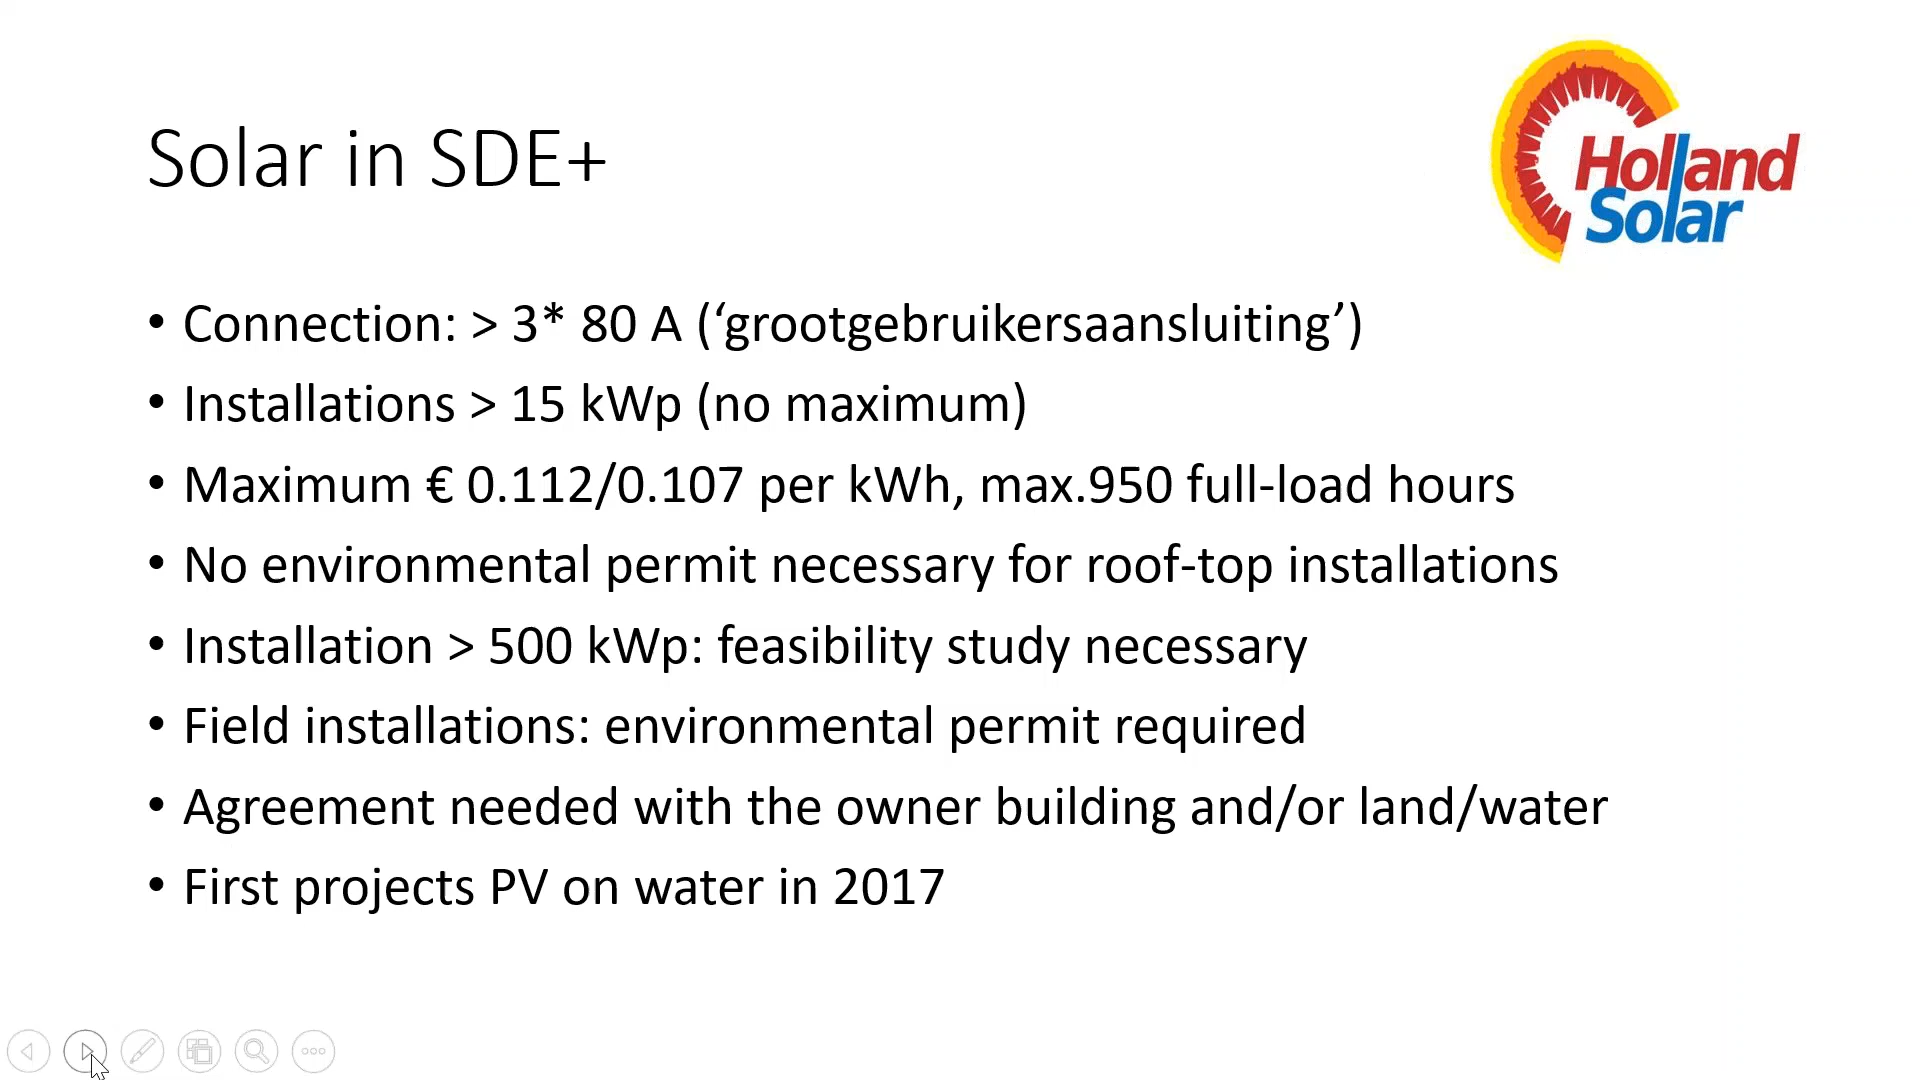 Solar in SDE+
Holland
Solar
• Connection: > 3* 80 A (‘grootgebruikersaansluiting’)
• Installations > 15 kWp (no maximum)
• Maximum € 0.112/0.107 per kWh, max.950 full-load hours
• No environmental permit necessary for roof-top installations
• Installation > 500 kWp: feasibility study necessary
• Field installations: environmental permit required
• Agreement needed with the owner building and/or land/water
• First projects PV on water in 2017